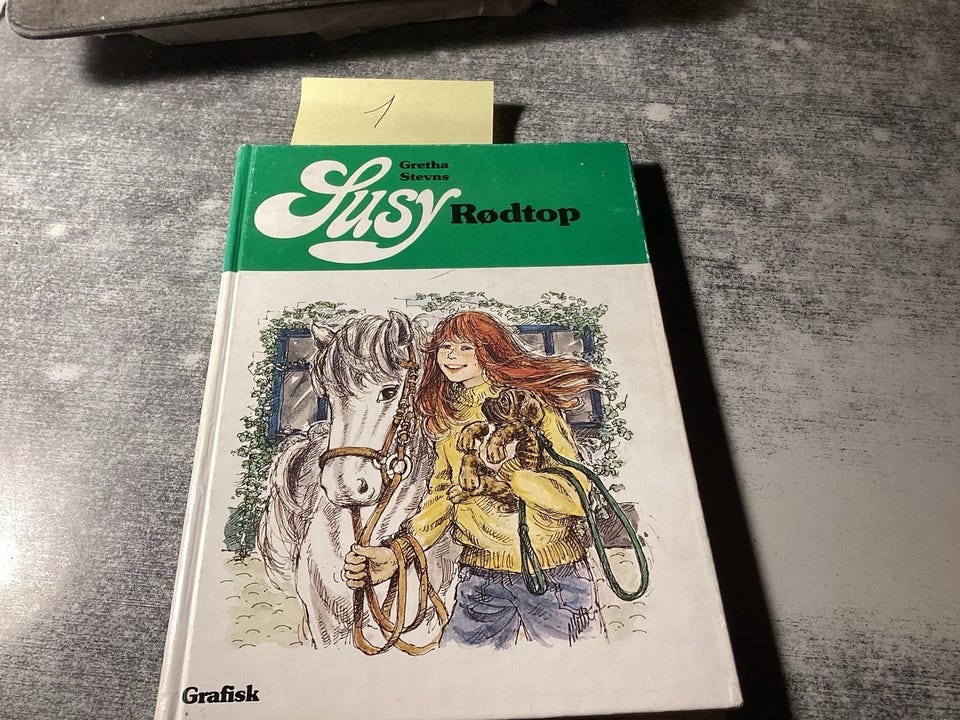 1
Gretha
Stevns
Susy Rødtop
Grafisk